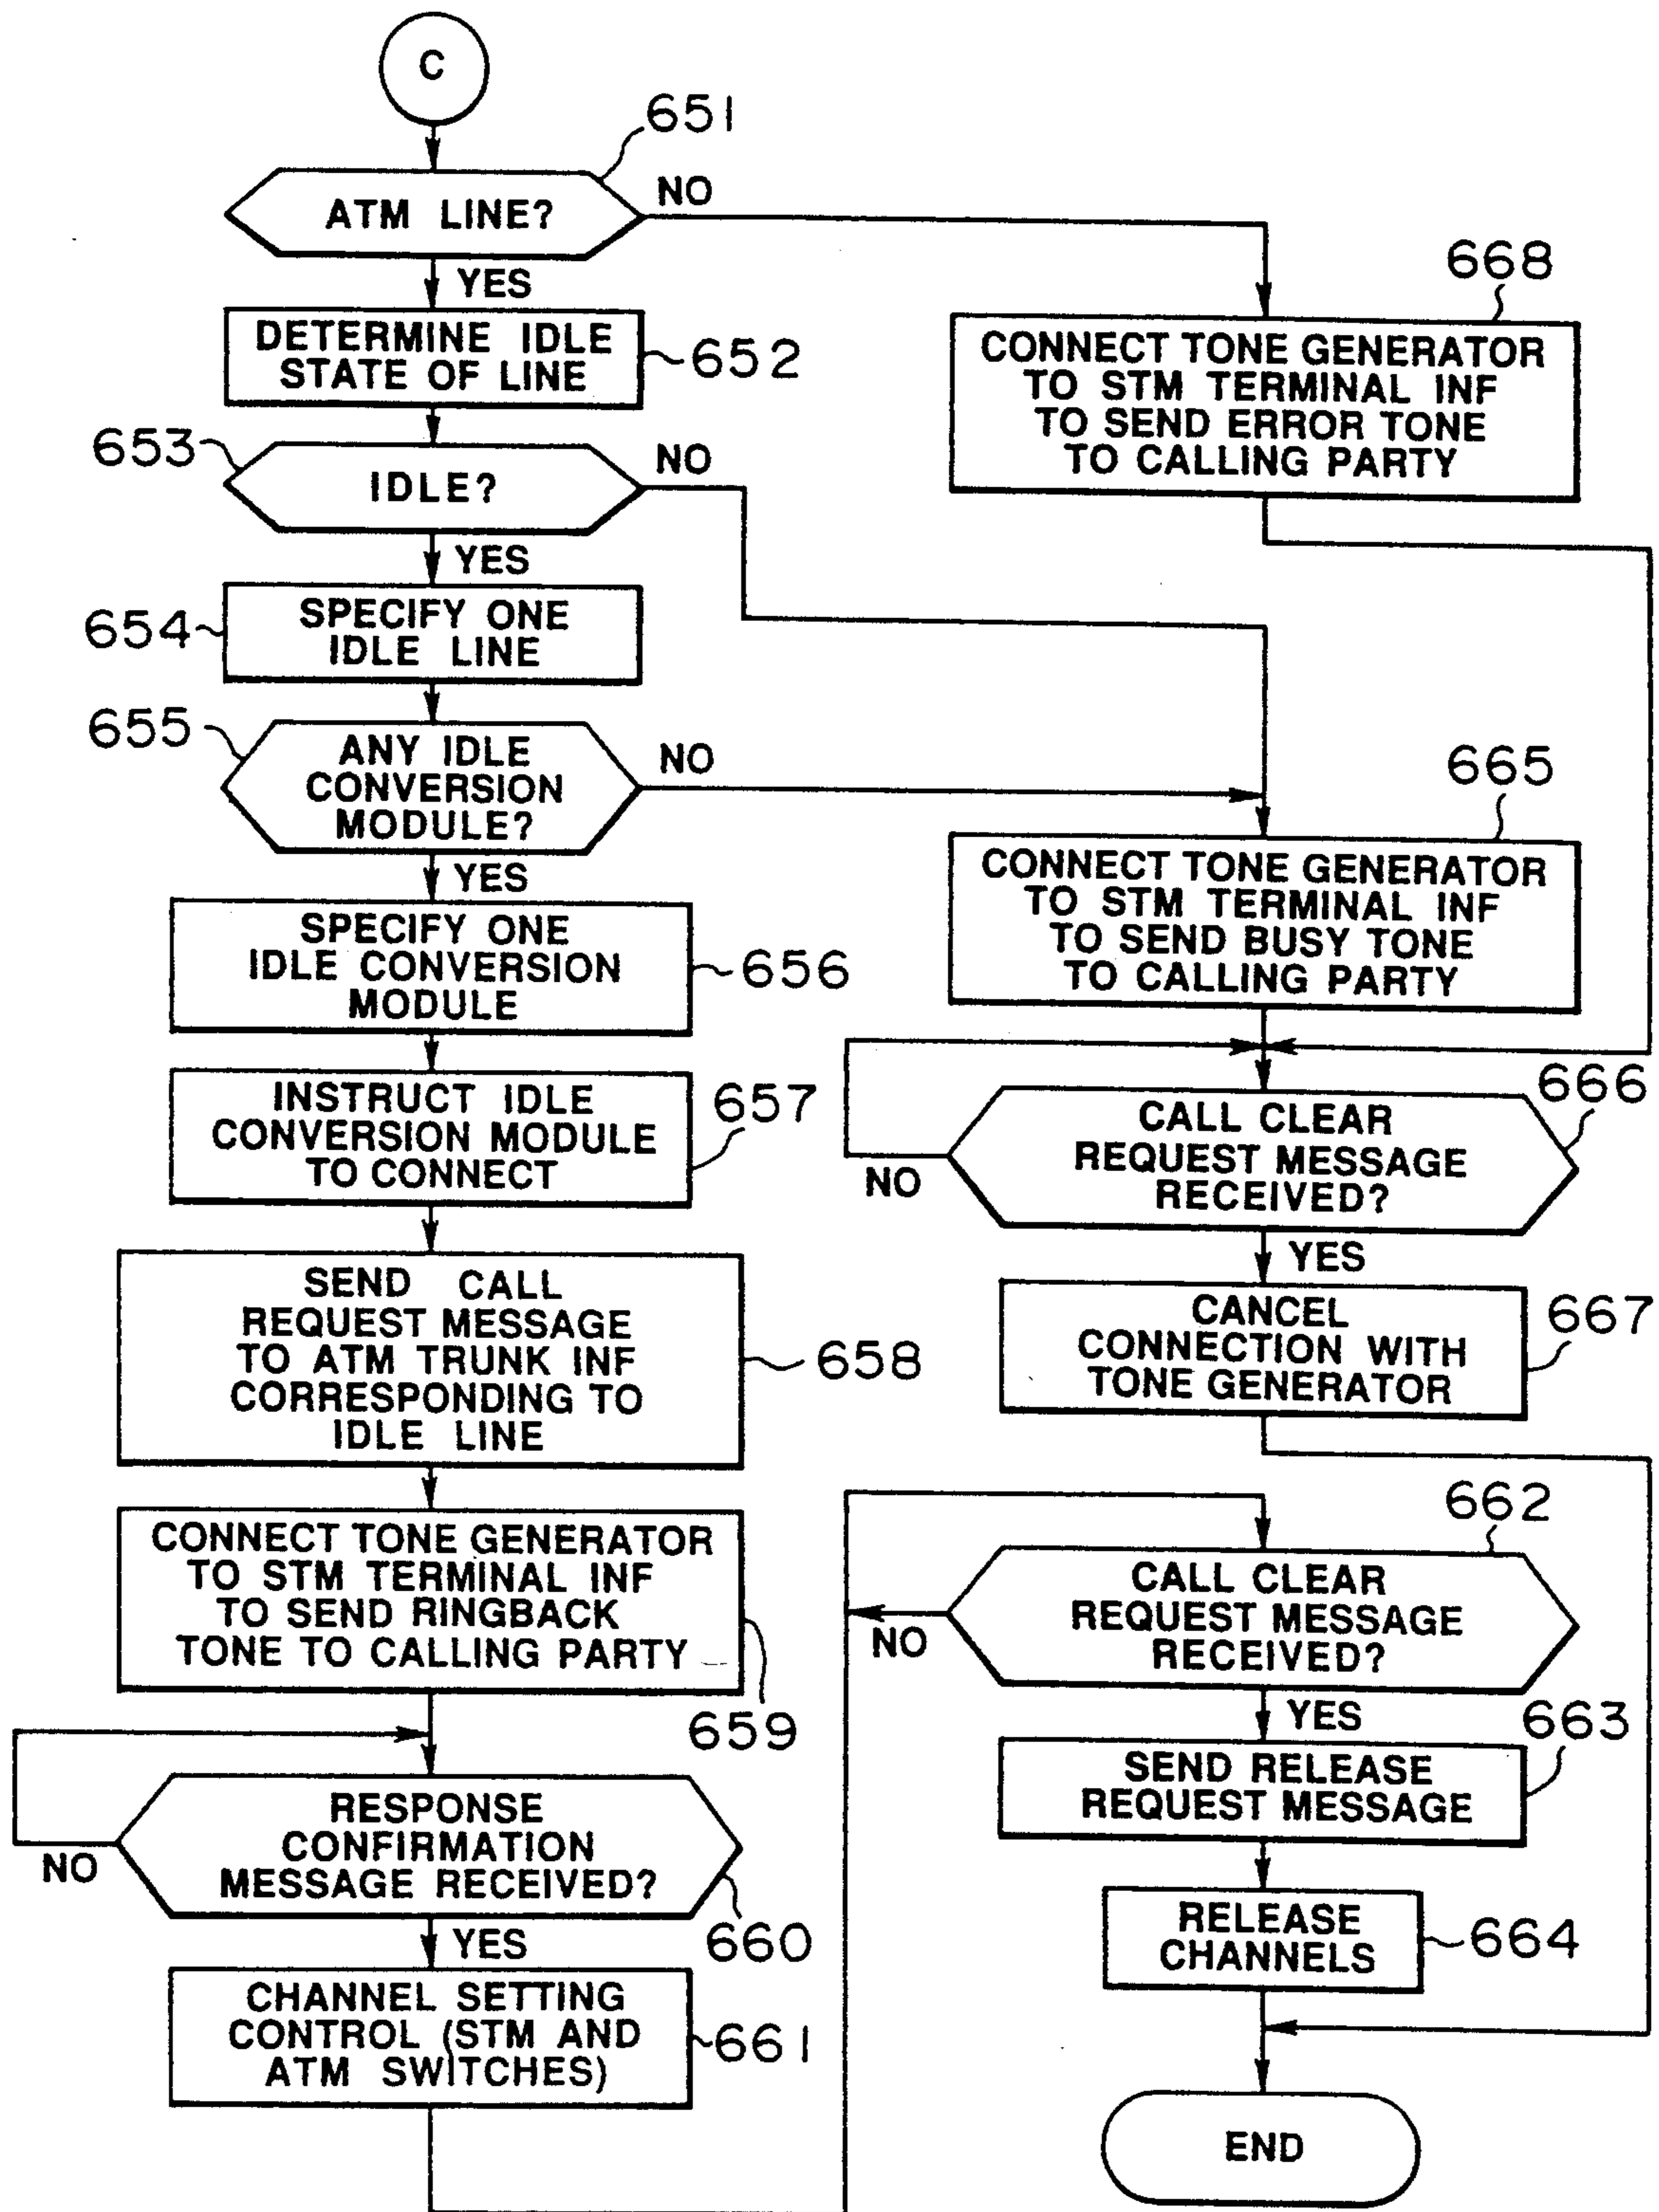 C
651
ATM LINE?
NO
YES
DETERMINE IDLE
STATE OF LINE
652
653
IDLE?
NO
YES
654
SPECIFY ONE
IDLE LINE
655
ANY IDLE
CONVERSION
MODULE?
NO
YES
SPECIFY ONE
IDLE CONVERSION
MODULE
656
INSTRUCT IDLE
CONVERSION MODULE
TO CONNECT
657
SEND CALL
REQUEST MESSAGE
TO ATM TRUNK INF
CORRESPONDING TO
IDLE LINE
658
CONNECT TONE GENERATOR
TO STM TERMINAL INF
TO SEND RINGBACK
TONE TO CALLING PARTY
659
RESPONSE
CONFIRMATION
MESSAGE RECEIVED?
NO
660
YES
CHANNEL SETTING
CONTROL (STM AND
ATM SWITCHES)
661
668
CONNECT TONE GENERATOR
TO STM TERMINAL INF
TO SEND ERROR TONE
TO CALLING PARTY
665
CONNECT TONE GENERATOR
TO STM TERMINAL INF
TO SEND BUSY TONE
TO CALLING PARTY
666
CALL CLEAR
REQUEST MESSAGE
RECEIVED?
NO
YES
CANCEL
CONNECTION WITH
TONE GENERATOR
667
662
CALL CLEAR
REQUEST MESSAGE
RECEIVED?
NO
YES
663
SEND RELEASE
REQUEST MESSAGE
RELEASE
CHANNELS
664
END